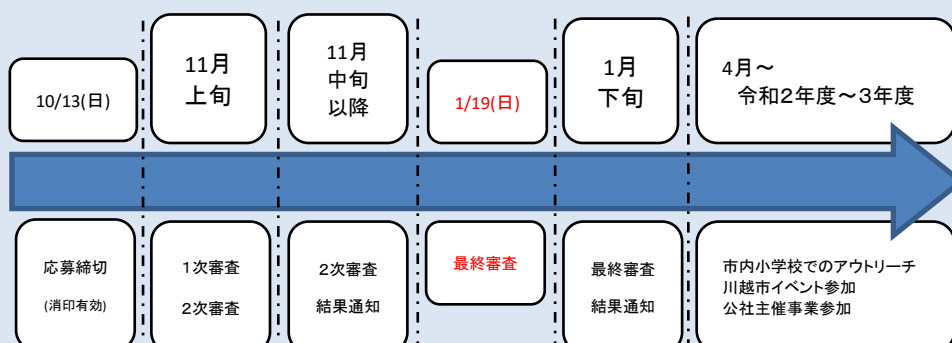 10/13(日)
11月
上旬
11月
中旬
以降
1/19(日)
1月
下旬
4月～
令和2年度～3年度
応募締切
(消印有効)
1次審査
2次審査
2次審査
結果通知
最終審査
最終審査
結果通知
市内小学校でのアウトリーチ
川越市イベント参加
公社主催事業参加